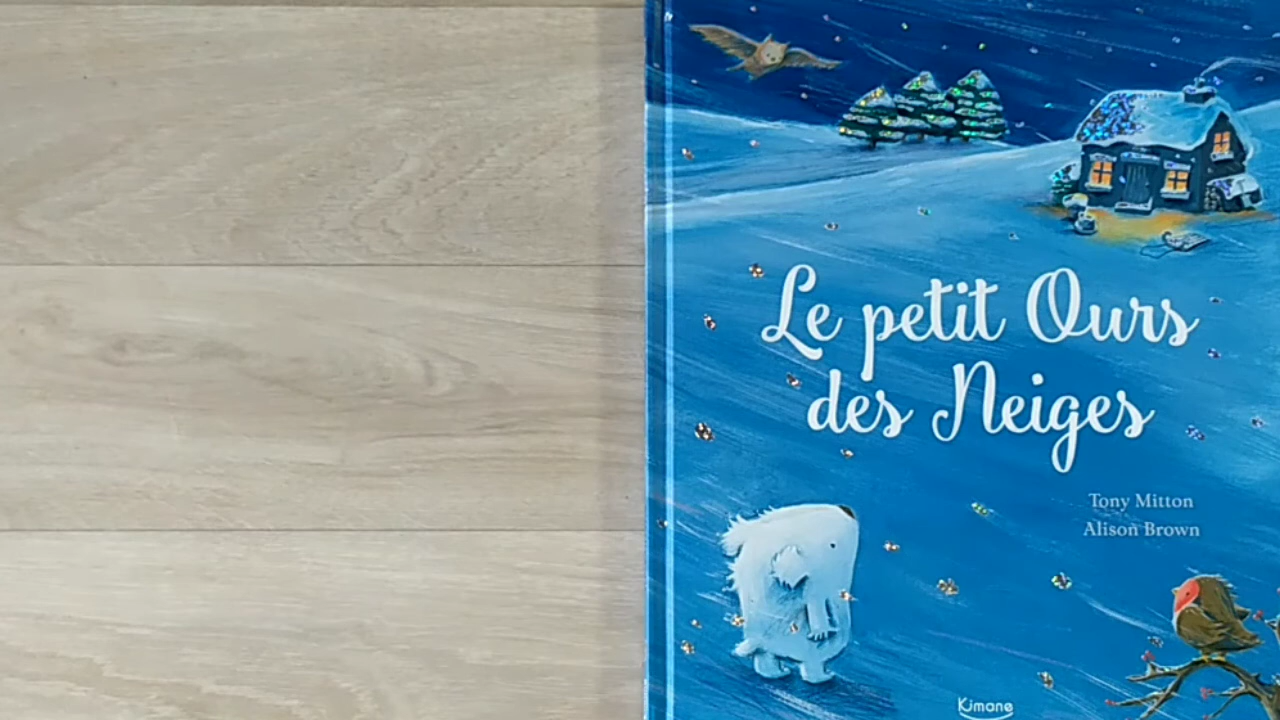 Le petit Ours
des Neiges
Tony Mitton
Alison Brown
Kimane